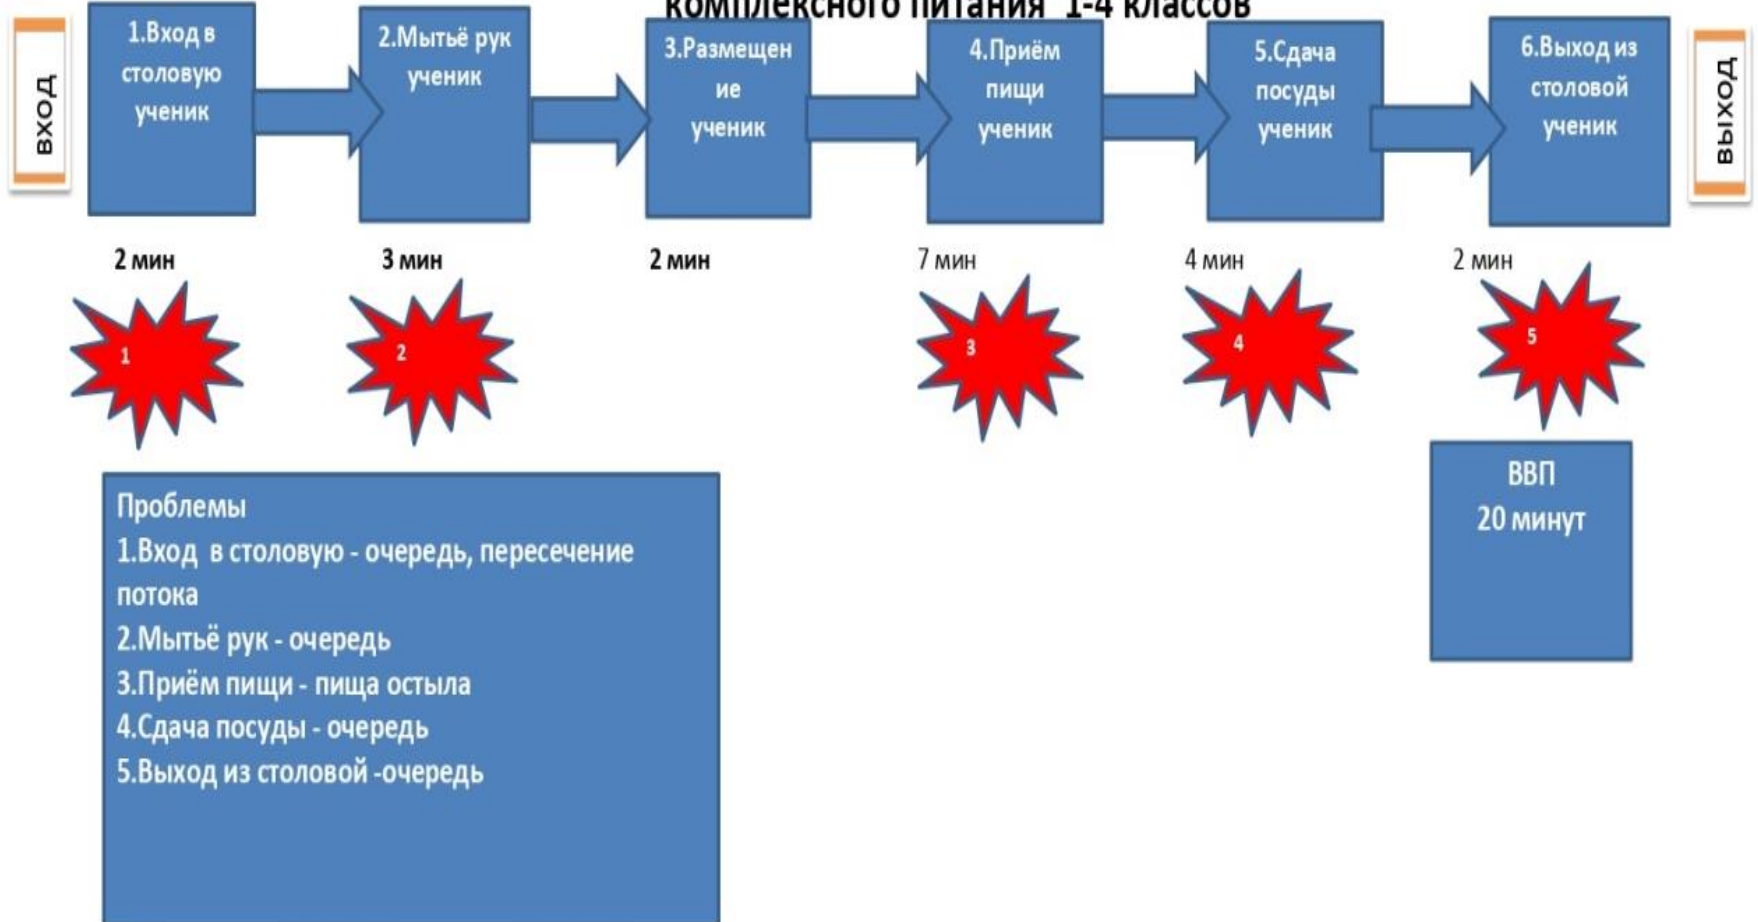 комплексного питания 1-4 классов
ВХОД
1.Вход в
столовую
ученик
2.Мытьё рук
ученик
3.Размещен
ие
ученик
4.Приём
пищи
ученик
5.Сдача
посуды
ученик
6.Выход из
столовой
ученик
ВЫХОД
2 мин
3 мин
2 мин
7 мин
4 мин
2 мин
1
2
3
4
5
Проблемы
1.Вход в столовую - очередь, пересечение
потока
2.Мытьё рук - очередь
3.Приём пищи - пища остыла
4.Сдача посуды - очередь
5.Выход из столовой -очередь
ВВП
20 минут